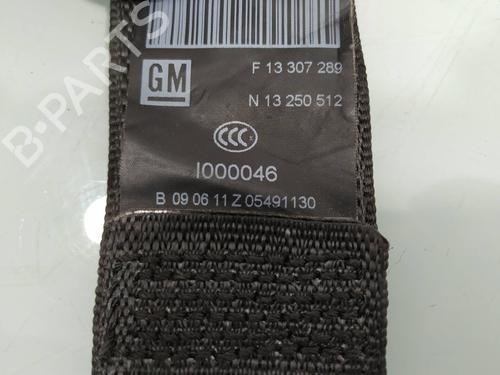 GM
F 13 307 289
N 13 250 512
CCC
I000046
B 09 06 11 Z 05491130
B-PARTS